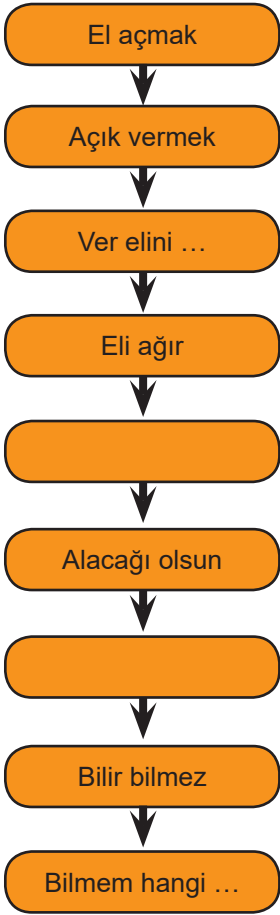 El açmak
Açık vermek
Ver elini …
Eli ağır
Alacağı olsun
Bilir bilmez
Bilmem hangi …